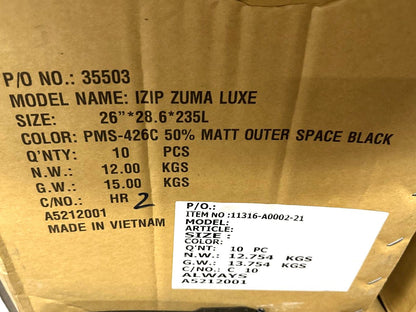 P/O NO.: 35503
MODEL NAME: IZIP ZUMA LUXE
SIZE: 26"*28.6*235L
COLOR: PMS-426C 50% MATT OUTER SPACE BLACK
Q'NTY: 10 PCS
N.W.: 12.00 KGS
G.W.: 15.00 KGS
C/NO.: HR 2
A5212001
MADE IN VIETNAM
P/O.:
ITEM NO :11316-A0002-21
MODEL:
ARTICLE:
SIZE :
COLOR:
Q'NT: 10 PC
N.W.: 12.754 KGS
G.W.: 13.754 KGS
C/NO.: C 10
ALWAYS
A5212001